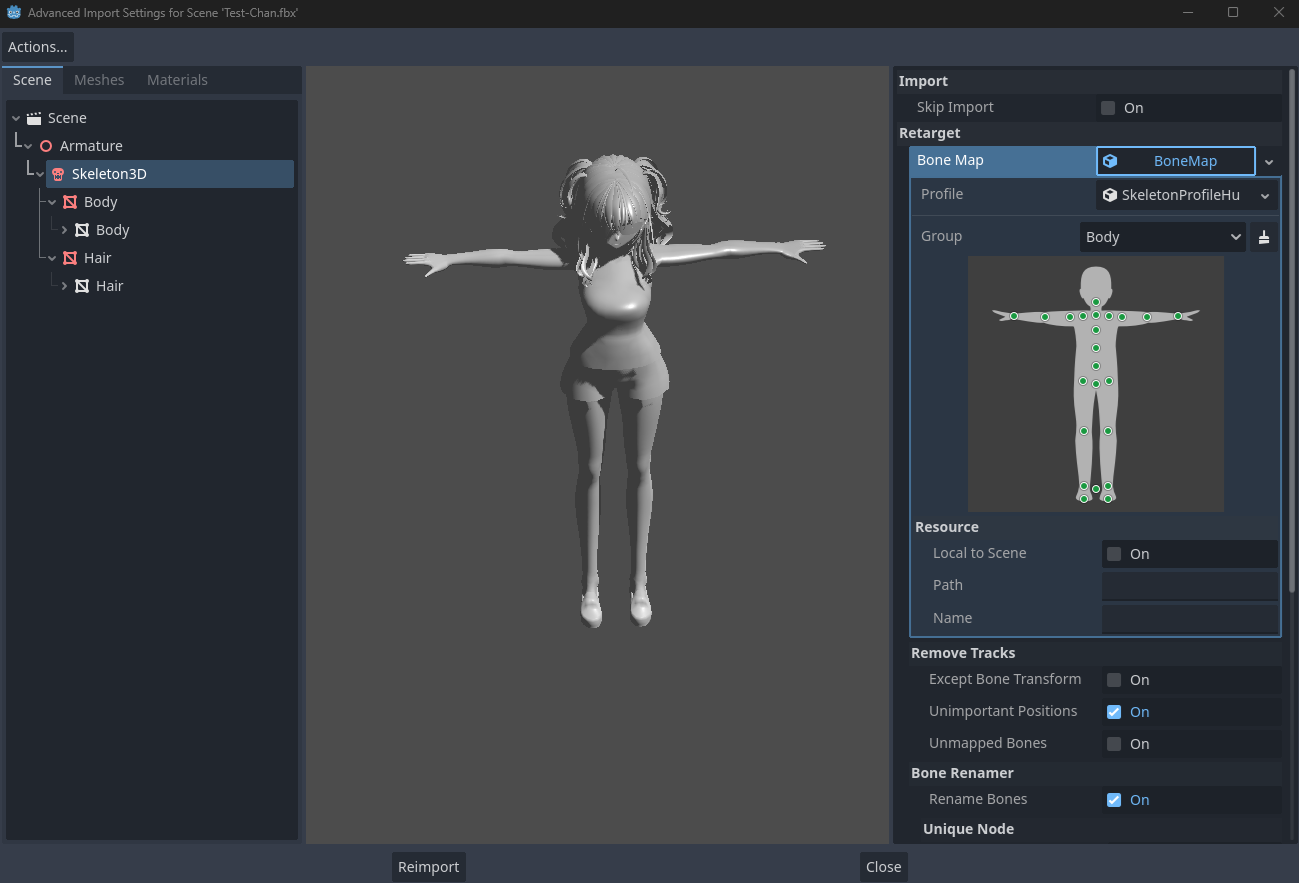 Advanced Import Settings for Scene 'Test-Chan.fbx'
Actions...
Scene Meshes Materials
Scene
Armature
Skeleton3D
Body
Body
Hair
Hair
Import
Skip Import On
Retarget
Bone Map BoneMap
Profile SkeletonProfileHu
Group Body
Resource
Local to Scene On
Path
Name
Remove Tracks
Except Bone Transform On
Unimportant Positions On
Unmapped Bones On
Bone Renamer
Rename Bones On
Unique Node
Reimport Close